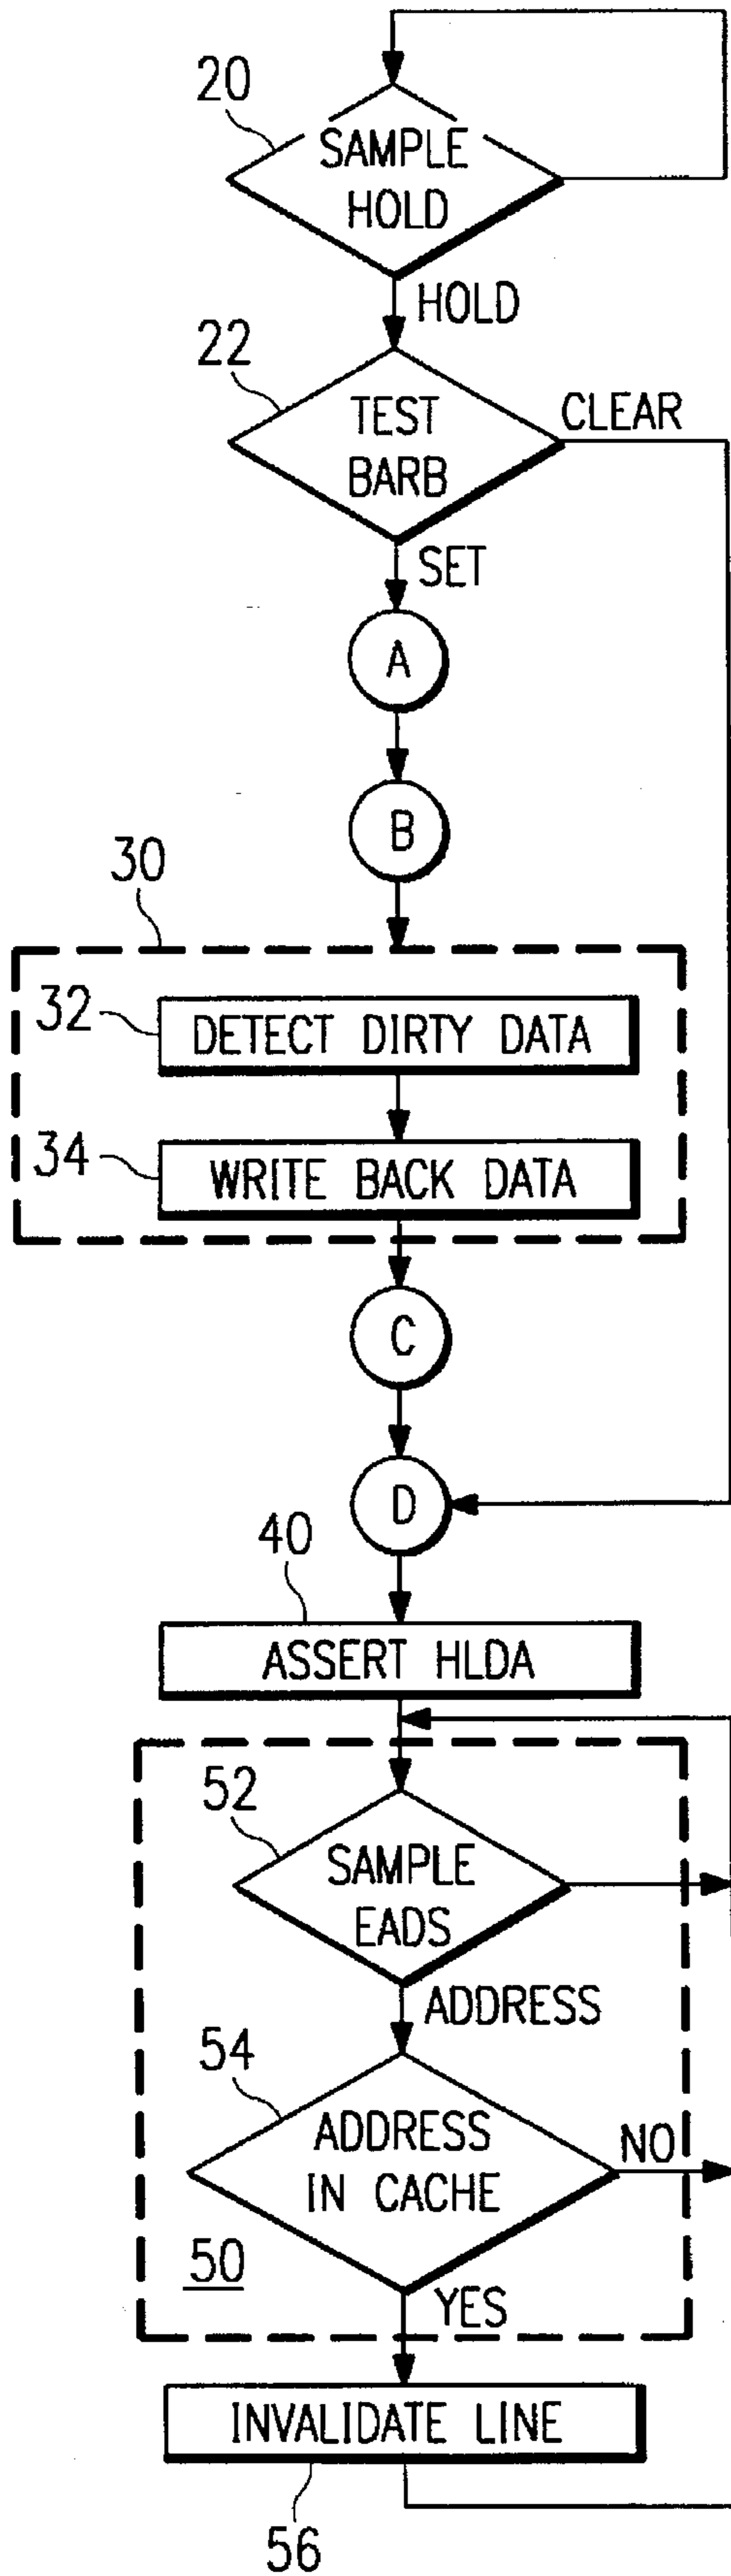 20
SAMPLE
HOLD
HOLD
22
TEST
BARB
CLEAR
SET
A
B
30
32
DETECT DIRTY DATA
34
WRITE BACK DATA
C
D
40
ASSERT HLDA
52
SAMPLE
EADS
ADDRESS
54
ADDRESS
IN CACHE
NO
50
YES
INVALIDATE LINE
56